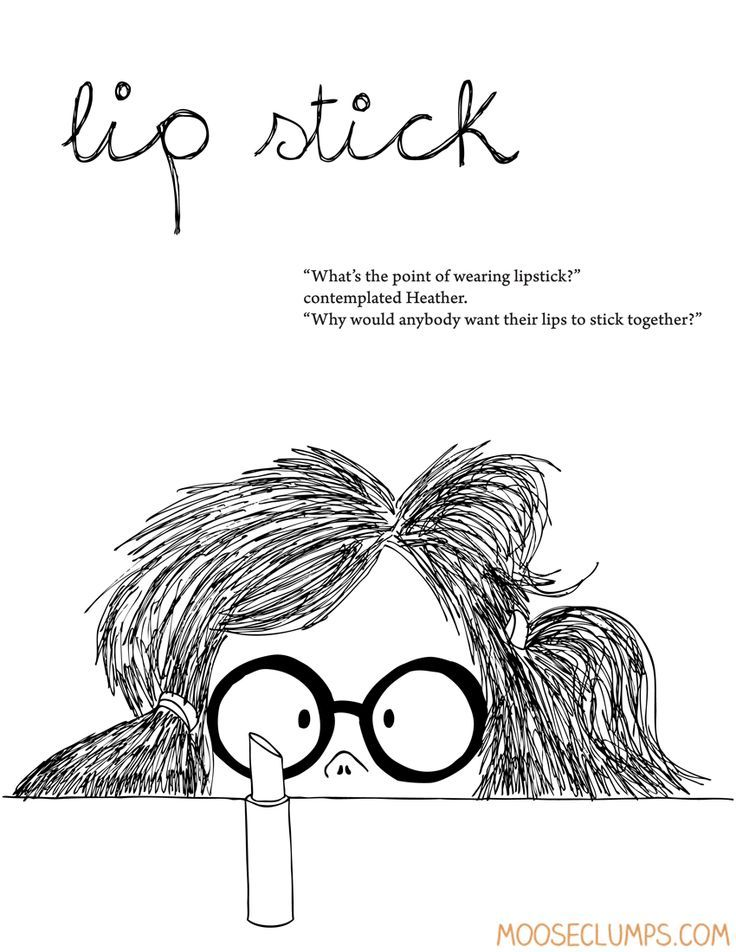 lip stick
“What’s the point of wearing lipstick?”
contemplated Heather.
“Why would anybody want their lips to stick together?”
MOOSECLUMPS.COM